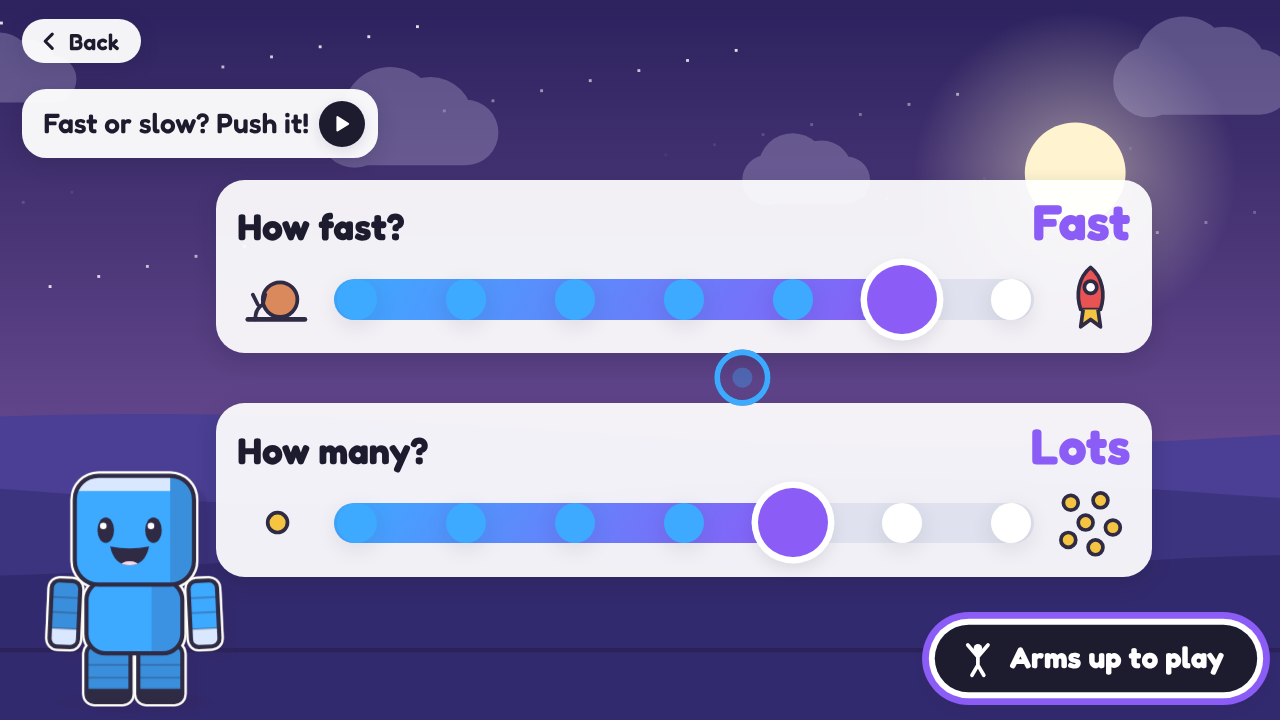 Back
Fast or slow? Push it!
How fast?
Fast
How many?
Lots
Arms up to play